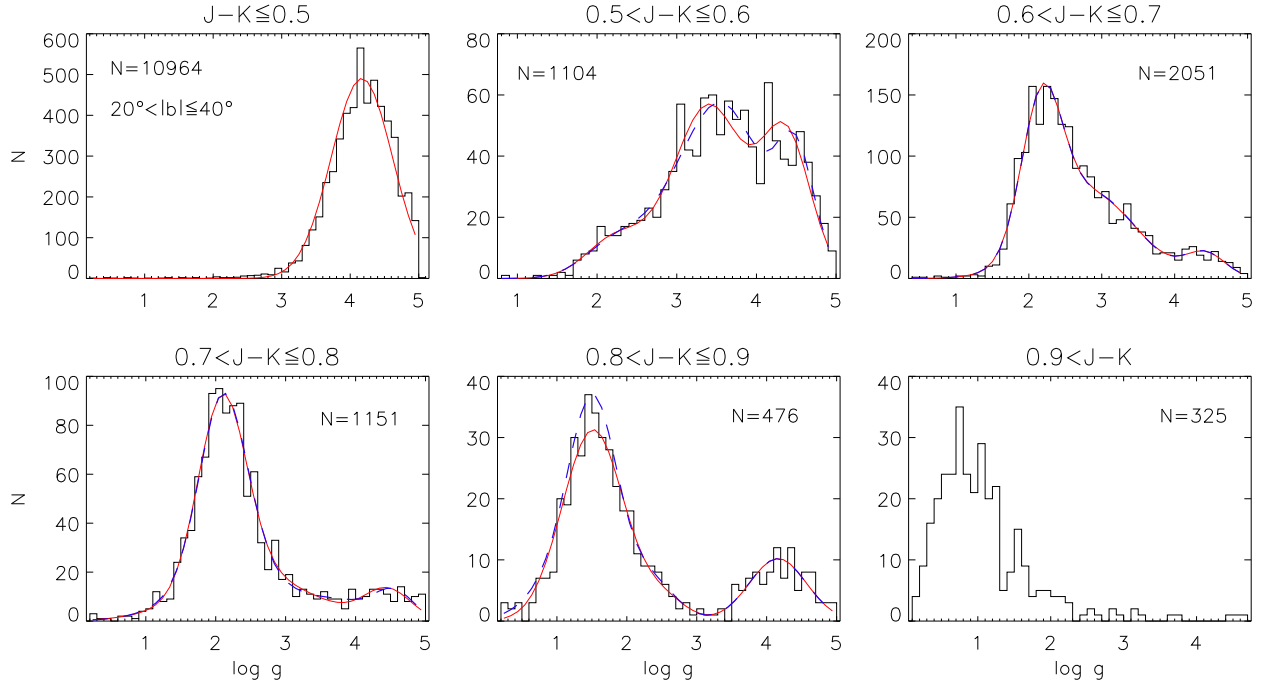 J−K≦0.5
0.5<J−K≦0.6
0.6<J−K≦0.7
600
500
400
300
200
100
0
N
N=10964
20°<|b|≦40°
1 2 3 4 5
80
60
40
20
0
N=1104
1 2 3 4 5
200
150
100
50
0
N=2051
1 2 3 4 5
0.7<J−K≦0.8
0.8<J−K≦0.9
0.9<J−K
100
80
60
40
20
0
N
N=1151
1 2 3 4 5
log g
40
30
20
10
0
N=476
1 2 3 4 5
log g
40
30
20
10
0
N=325
1 2 3 4
log g